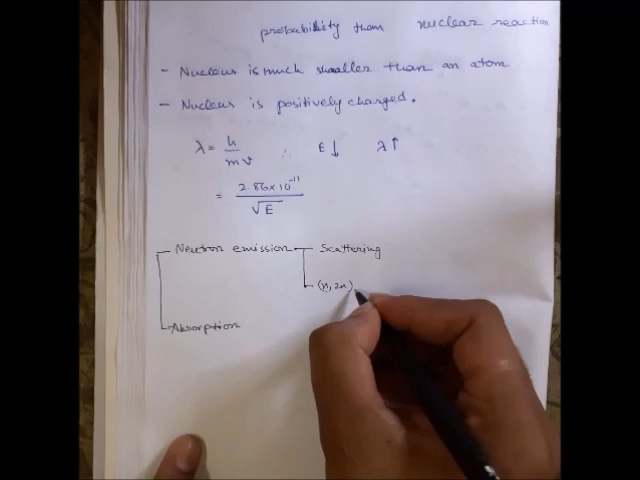 probability than nuclear reaction
- Nucleus is much smaller than an atom
- Nucleus is positively charged.
λ = h / mv ∴ E↓ λ↑
= 2.86×10⁻¹¹ / √E
Neutron emission Scattering
(n, 2n)
Absorption